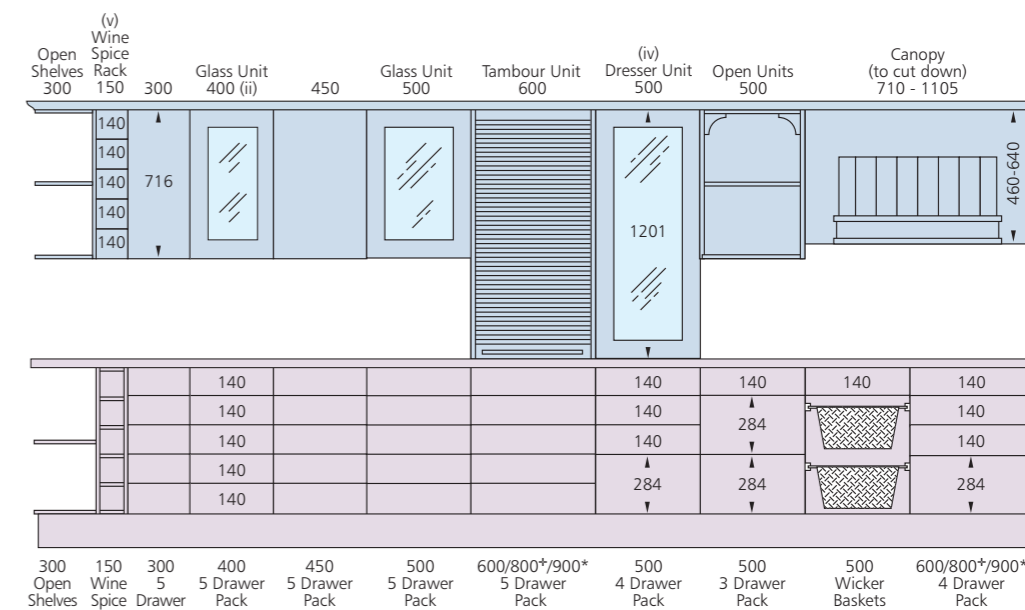 Open
Shelves
300
(v)
Wine
Spice
Rack
150
300
Glass Unit
400 (ii)
450
Glass Unit
500
Tambour Unit
600
(iv)
Dresser Unit
500
Open Units
500
Canopy
(to cut down)
710 - 1105
140
140
140
140
140
716
1201
460-640
140
140
140
140
140
140
140
140
284
140
284
284
140
140
140
140
284
300
Open
Shelves
150
Wine
Spice
300
5
Drawer
400
5 Drawer
Pack
450
5 Drawer
Pack
500
5 Drawer
Pack
600/800✢/900*
5 Drawer
Pack
500
4 Drawer
Pack
500
3 Drawer
Pack
500
Wicker
Baskets
600/800✢/900*
4 Drawer
Pack